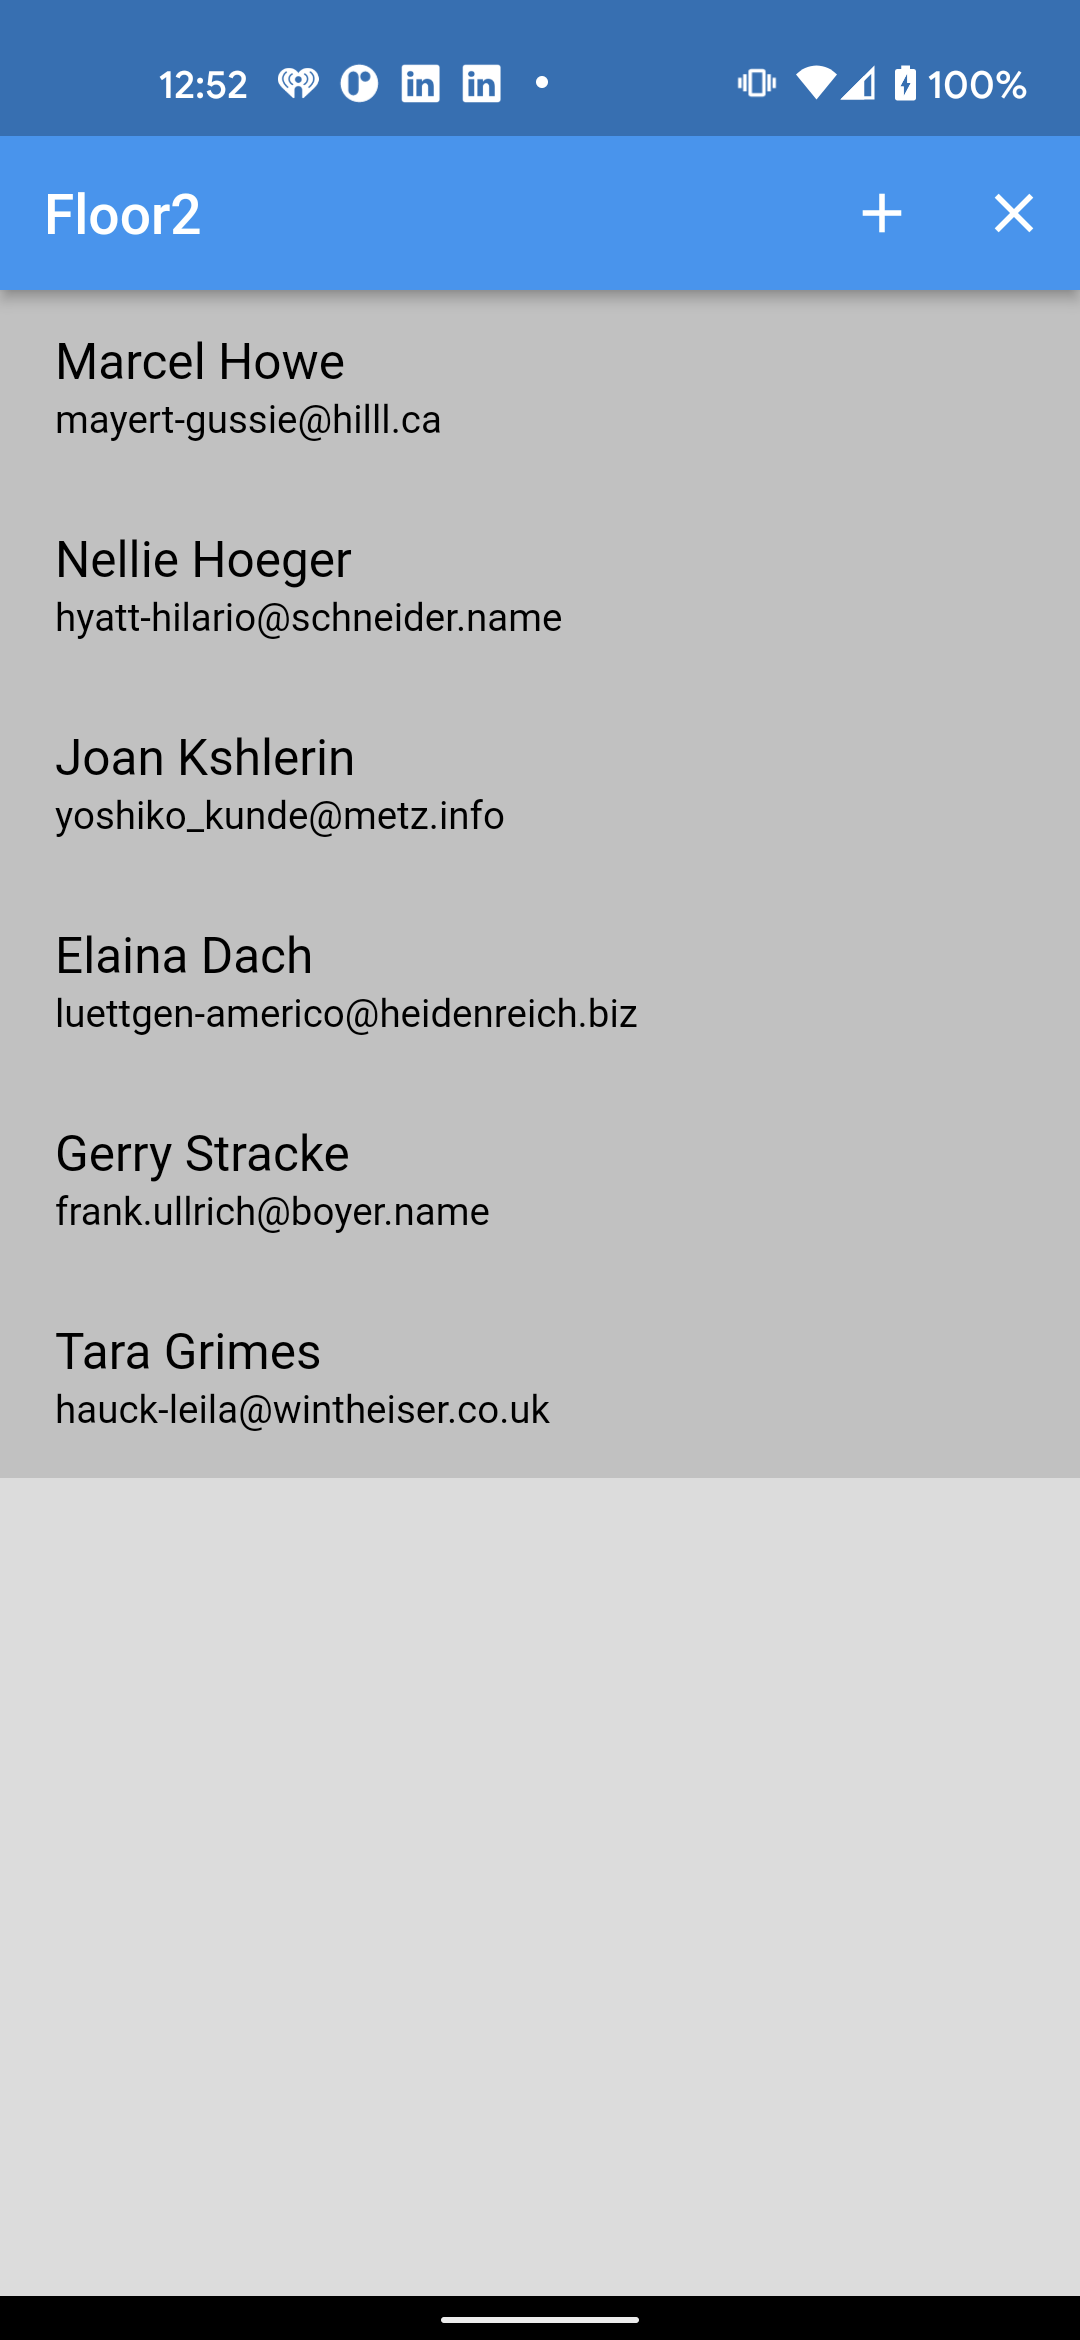 12:52 in in 100%
Floor2
Marcel Howe
mayert-gussie@hilll.ca
Nellie Hoeger
hyatt-hilario@schneider.name
Joan Kshlerin
yoshiko_kunde@metz.info
Elaina Dach
luettgen-americo@heidenreich.biz
Gerry Stracke
frank.ullrich@boyer.name
Tara Grimes
hauck-leila@wintheiser.co.uk